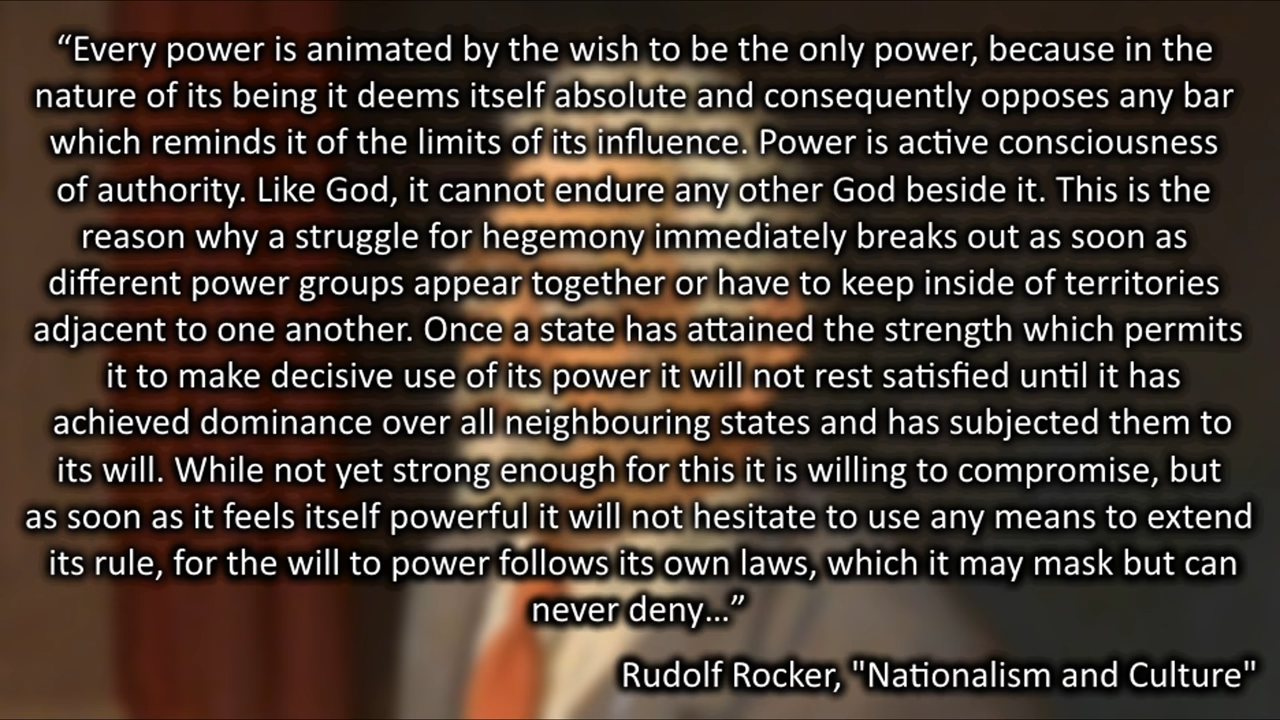 “Every power is animated by the wish to be the only power, because in the
nature of its being it deems itself absolute and consequently opposes any bar
which reminds it of the limits of its influence. Power is active consciousness
of authority. Like God, it cannot endure any other God beside it. This is the
reason why a struggle for hegemony immediately breaks out as soon as
different power groups appear together or have to keep inside of territories
adjacent to one another. Once a state has attained the strength which permits
it to make decisive use of its power it will not rest satisfied until it has
achieved dominance over all neighbouring states and has subjected them to
its will. While not yet strong enough for this it is willing to compromise, but
as soon as it feels itself powerful it will not hesitate to use any means to extend
its rule, for the will to power follows its own laws, which it may mask but can
never deny...”
Rudolf Rocker, "Nationalism and Culture"